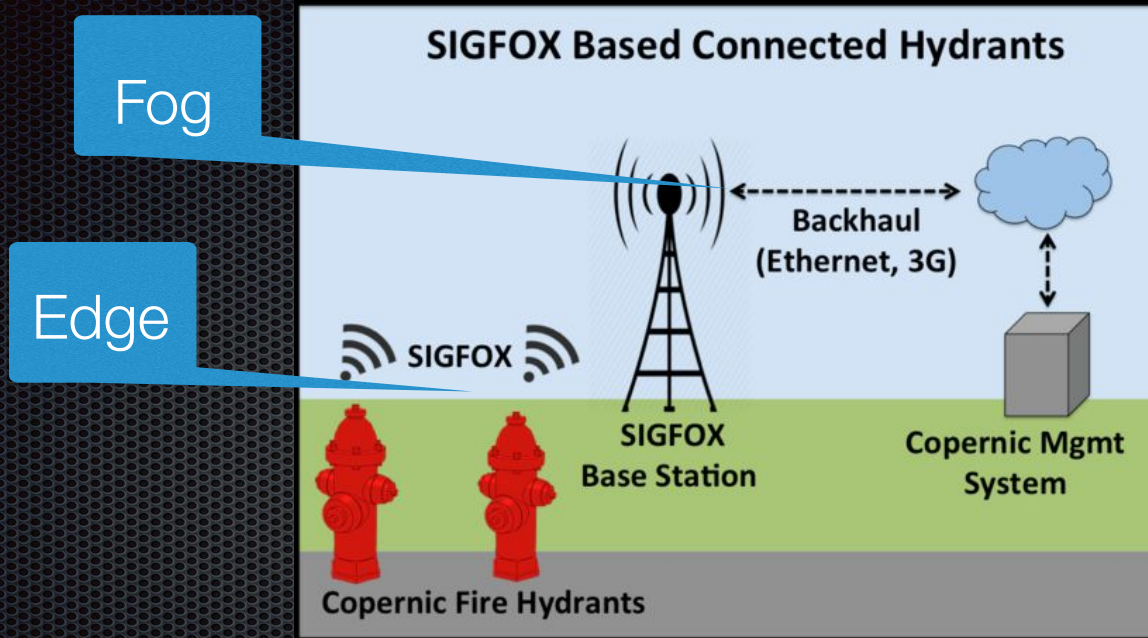 Fog
Edge
SIGFOX Based Connected Hydrants
Backhaul
(Ethernet, 3G)
SIGFOX
SIGFOX
Base Station
Copernic Mgmt
System
Copernic Fire Hydrants